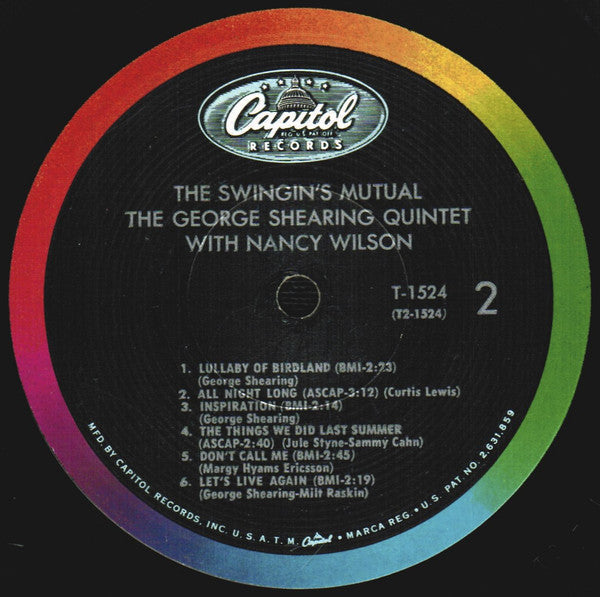 Capitol
REG. U.S. PAT. OFF.
RECORDS
THE SWINGIN'S MUTUAL
THE GEORGE SHEARING QUINTET
WITH NANCY WILSON
T-1524
(T2-1524)
2
1. LULLABY OF BIRDLAND (BMI-2:23)
(George Shearing)
2. ALL NIGHT LONG (ASCAP-3:12) (Curtis Lewis)
3. INSPIRATION (BMI-2:14)
(George Shearing)
4. THE THINGS WE DID LAST SUMMER
(ASCAP-2:40) (Jule Styne-Sammy Cahn)
5. DON'T CALL ME (BMI-2:45)
(Margy Hyams Ericsson)
6. LET'S LIVE AGAIN (BMI-2:19)
(George Shearing-Milt Raskin)
MFD. BY CAPITOL RECORDS, INC. U.S.A. T.M. Capitol • MARCA REG. • U.S. PAT. NO. 2,631,859